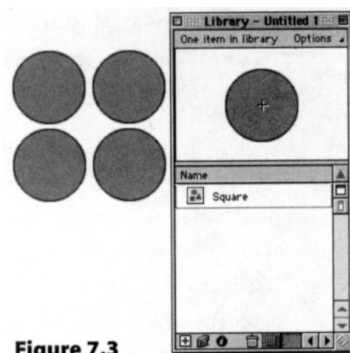 Library - Untitled 1
One item in library Options
Name
Square
Figure 7.3